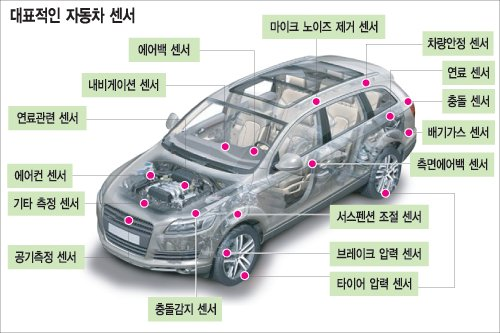 대표적인 자동차 센서
마이크 노이즈 제거 센서
에어백 센서
차량안정 센서
내비게이션 센서
연료 센서
연료관련 센서
충돌 센서
배기가스 센서
측면에어백 센서
에어컨 센서
기타 측정 센서
서스펜션 조절 센서
공기측정 센서
브레이크 압력 센서
타이어 압력 센서
충돌감지 센서